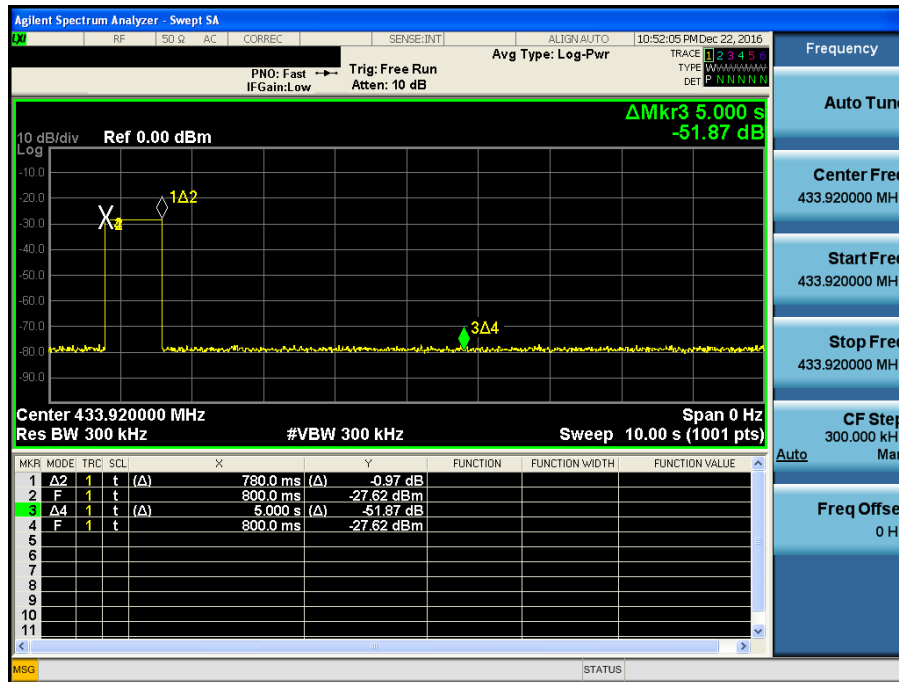 Agilent Spectrum Analyzer - Swept SA
LXI RF 50 Ω AC CORREC SENSE:INT ALIGN AUTO 10:52:05 PM Dec 22, 2016
Frequency
Avg Type: Log-Pwr
TRACE 1 2 3 4 5 6
PNO: Fast Trig: Free Run
TYPE WWWWWW
IFGain:Low Atten: 10 dB
DET P N N N N N
Auto Tune
ΔMkr3 5.000 s
10 dB/div Ref 0.00 dBm -51.87 dB
Log
-10.0
Center Freq
-20.0 1Δ2
433.920000 MH
-30.0
-40.0
-50.0
Start Freq
433.920000 MH
-60.0
-70.0 3Δ4
-80.0
Stop Freq
433.920000 MH
-90.0
Center 433.920000 MHz Span 0 Hz
Res BW 300 kHz #VBW 300 kHz Sweep 10.00 s (1001 pts)
CF Step
300.000 kH
Auto Man
MKR MODE TRC SCL X Y FUNCTION FUNCTION WIDTH FUNCTION VALUE
1 Δ2 1 t (Δ) 780.0 ms (Δ) -0.97 dB
2 F 1 t 800.0 ms -27.62 dBm
3 Δ4 1 t (Δ) 5.000 s (Δ) -51.87 dB
4 F 1 t 800.0 ms -27.62 dBm
5
6
7
8
9
10
11
Freq Offset
0 H
MSG STATUS